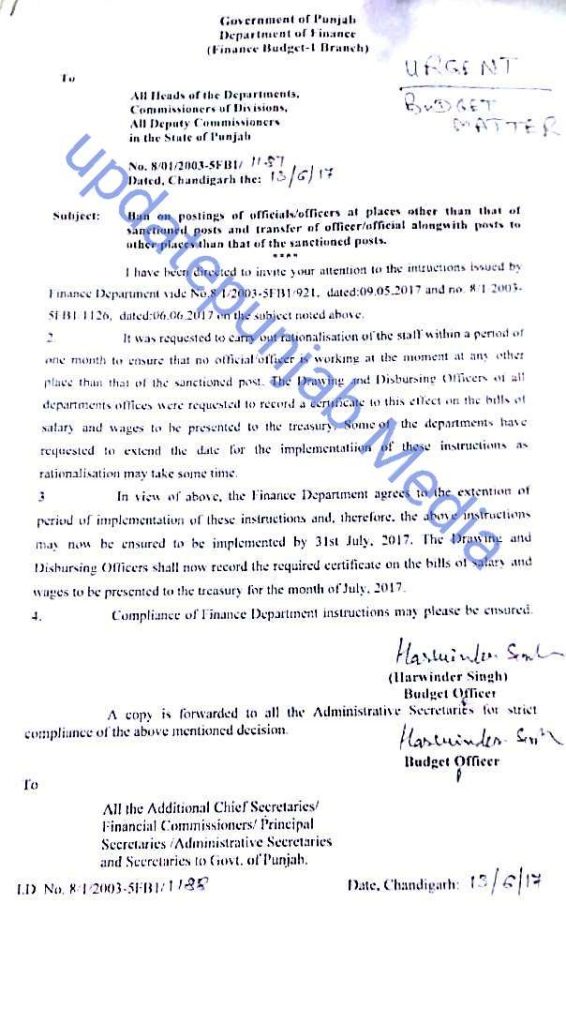 Government of Punjab
Department of Finance
(Finance Budget-I Branch)
URGENT
BUDGET
MATTER
To
All Heads of the Departments,
Commissioners of Divisions,
All Deputy Commissioners
in the State of Punjab
No. 8/01/2003-5FB1/ 1187
Dated, Chandigarh the: 13/6/17
Subject: Ban on postings of officials/officers at places other than that of
sanctioned posts and transfer of officer/official alongwith posts to
other places than that of the sanctioned posts.
****
I have been directed to invite your attention to the intructions issued by
Finance Department vide No.8/1/2003-5FB1/921, dated:09.05.2017 and no. 8/1/2003-
5FB1/1126, dated:06.06.2017 on the subject noted above.
2. It was requested to carry out rationalisation of the staff within a period of
one month to ensure that no official/officer is working at the moment at any other
place than that of the sanctioned post. The Drawing and Disbursing Officers of all
departments offices were requested to record a certificate to this effect on the bills of
salary and wages to be presented to the treasury. Some of the departments have
requested to extend the date for the implementatiion of these instructions as
rationalisation may take some time.
3 In view of above, the Finance Department agrees to the extention of
period of implementation of these instructions and, therefore, the above instructions
may now be ensured to be implemented by 31st July, 2017. The Drawing and
Disbursing Officers shall now record the required certificate on the bills of salary and
wages to be presented to the treasury for the month of July, 2017.
4. Compliance of Finance Department instructions may please be ensured.
Harwinder Singh
(Harwinder Singh)
Budget Officer
A copy is forwarded to all the Administrative Secretaries for strict
compliance of the above mentioned decision.
Harwinder Singh
Budget Officer
To
All the Additional Chief Secretaries/
Financial Commissioners/ Principal
Secretaries /Administrative Secretaries
and Secretaries to Govt. of Punjab.
I.D No. 8/1/2003-5FB1/ 1188 Date, Chandigarh: 13/6/17
updatepunjab Media